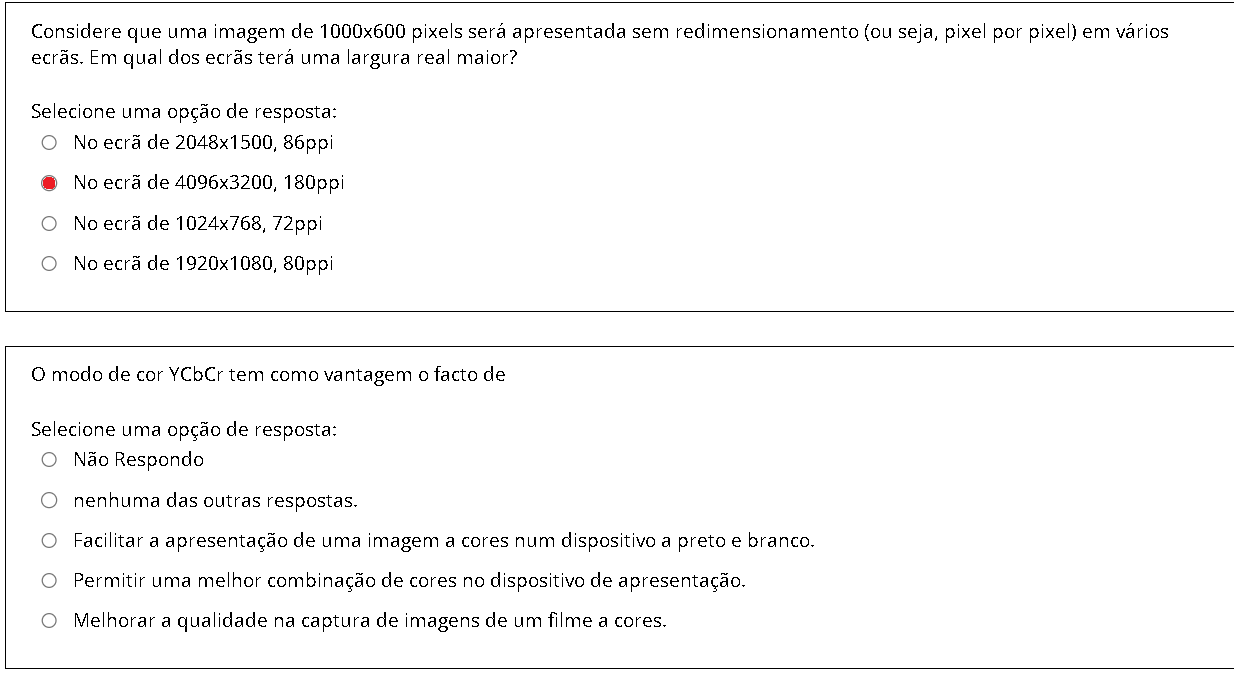 Considere que uma imagem de 1000x600 pixels será apresentada sem redimensionamento (ou seja, pixel por pixel) em vários
ecrãs. Em qual dos ecrãs terá uma largura real maior?
Selecione uma opção de resposta:
No ecrã de 2048x1500, 86ppi
No ecrã de 4096x3200, 180ppi
No ecrã de 1024x768, 72ppi
No ecrã de 1920x1080, 80ppi
O modo de cor YCbCr tem como vantagem o facto de
Selecione uma opção de resposta:
Não Respondo
nenhuma das outras respostas.
Facilitar a apresentação de uma imagem a cores num dispositivo a preto e branco.
Permitir uma melhor combinação de cores no dispositivo de apresentação.
Melhorar a qualidade na captura de imagens de um filme a cores.